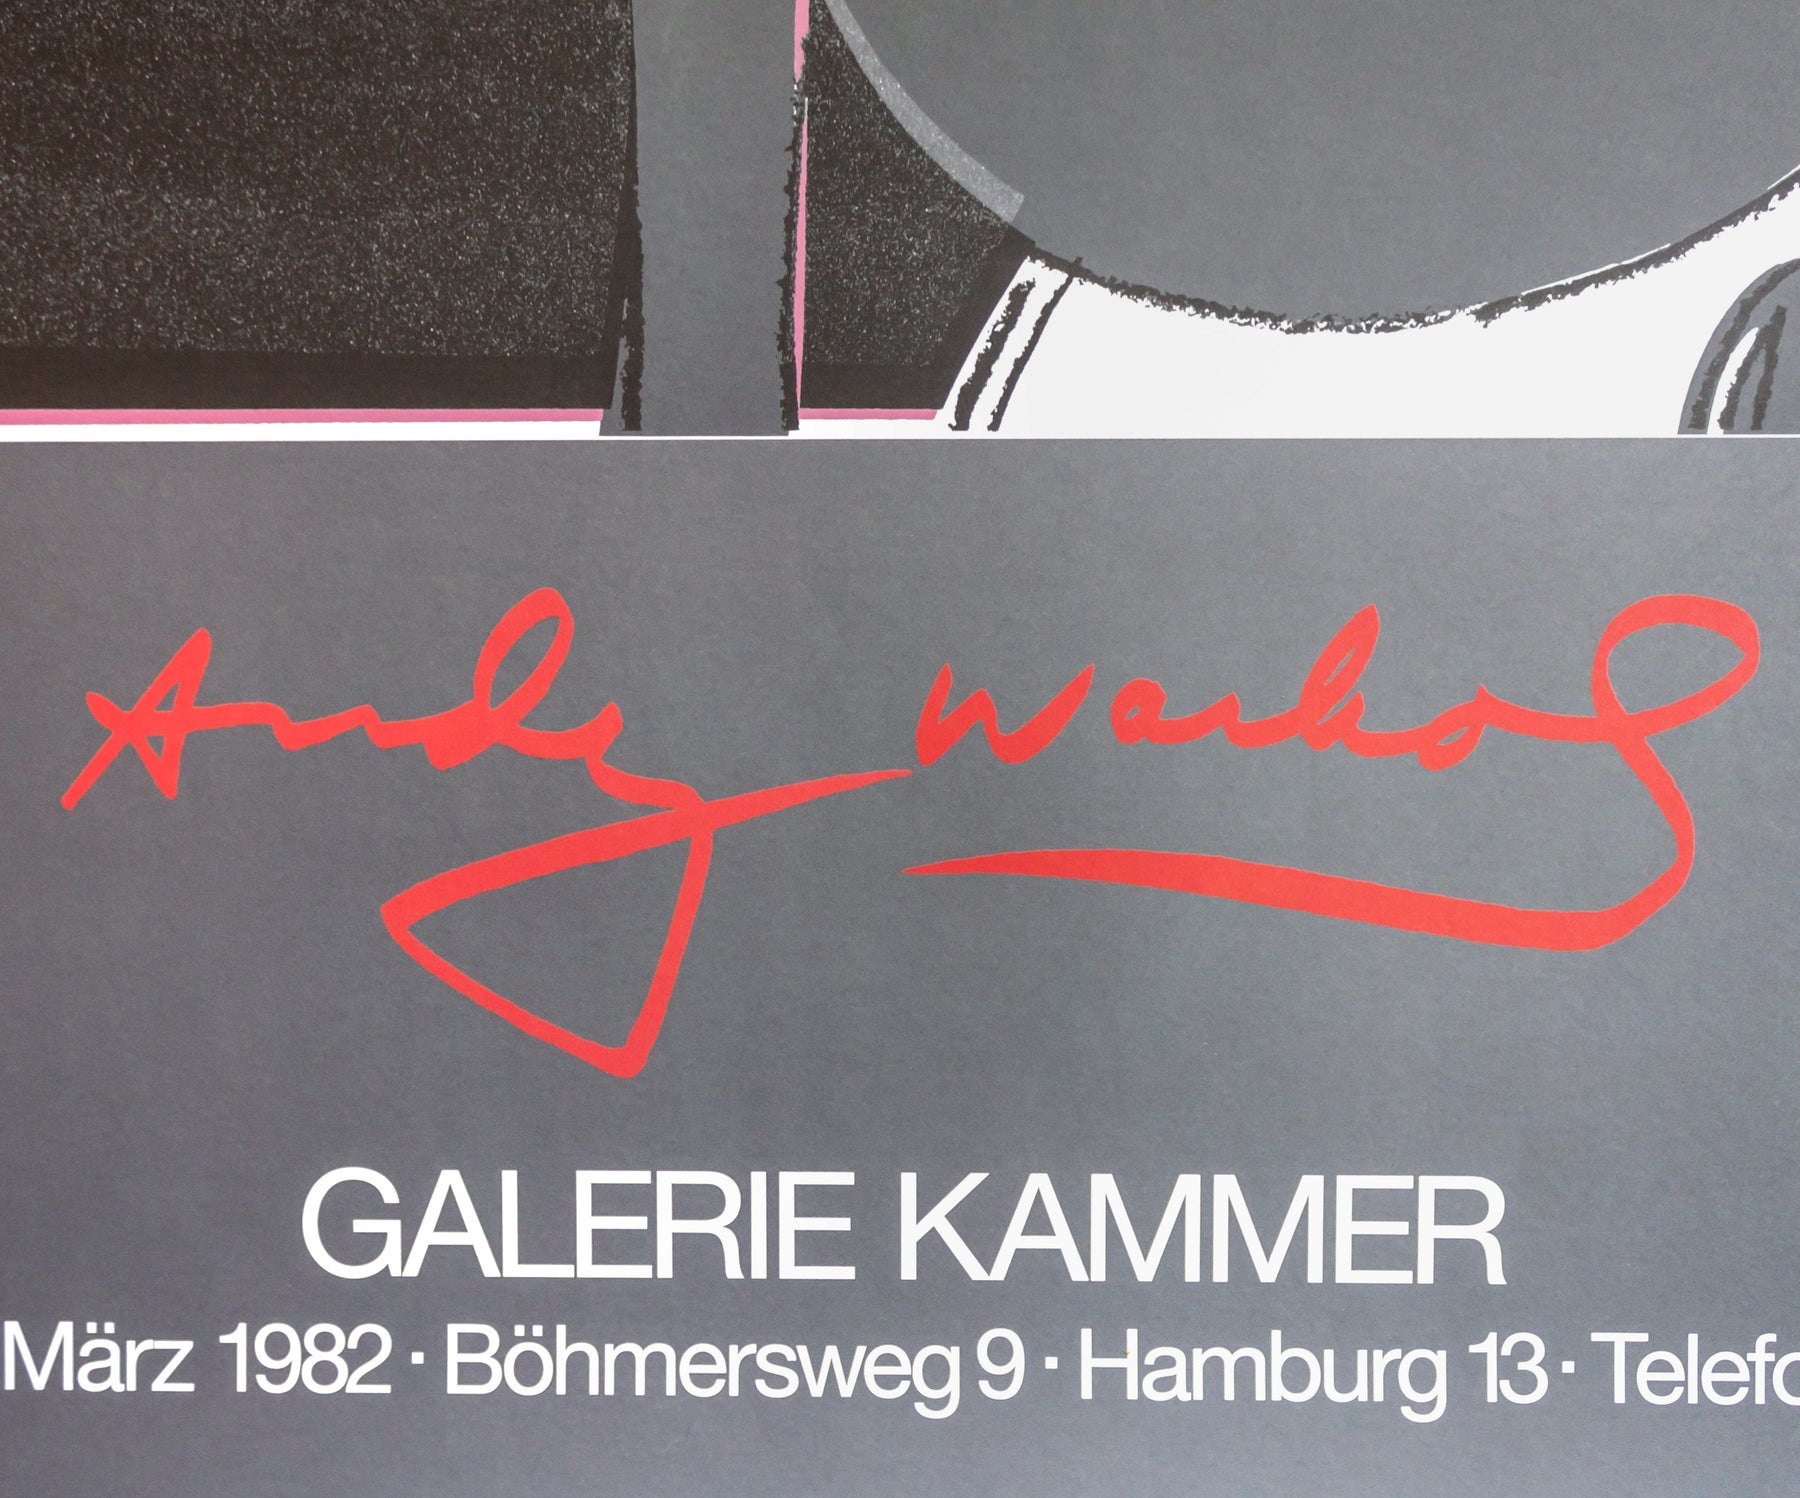 Andy Warhol
GALERIE KAMMER
März 1982 · Böhmersweg 9 · Hamburg 13 · Telefo